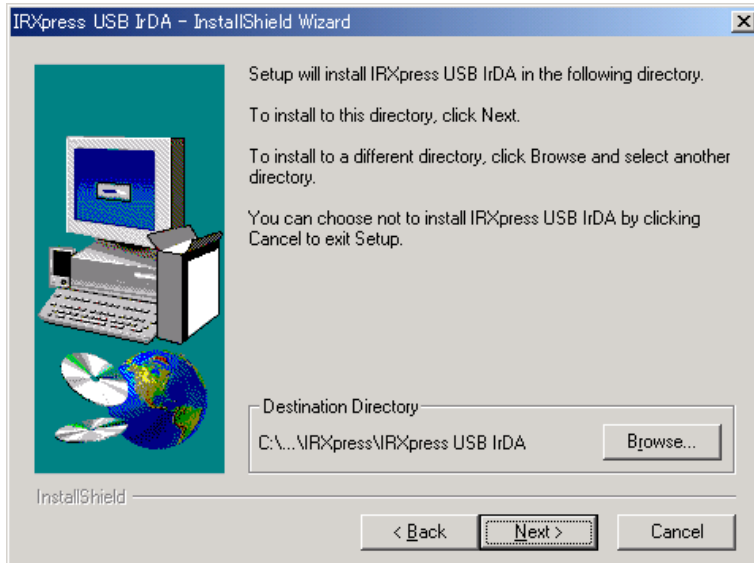 IRXpress USB IrDA - InstallShield Wizard
Setup will install IRXpress USB IrDA in the following directory.
To install to this directory, click Next.
To install to a different directory, click Browse and select another
directory.
You can choose not to install IRXpress USB IrDA by clicking
Cancel to exit Setup.
Destination Directory
C:\...\IRXpress\IRXpress USB IrDA
Browse...
InstallShield
< Back
Next >
Cancel